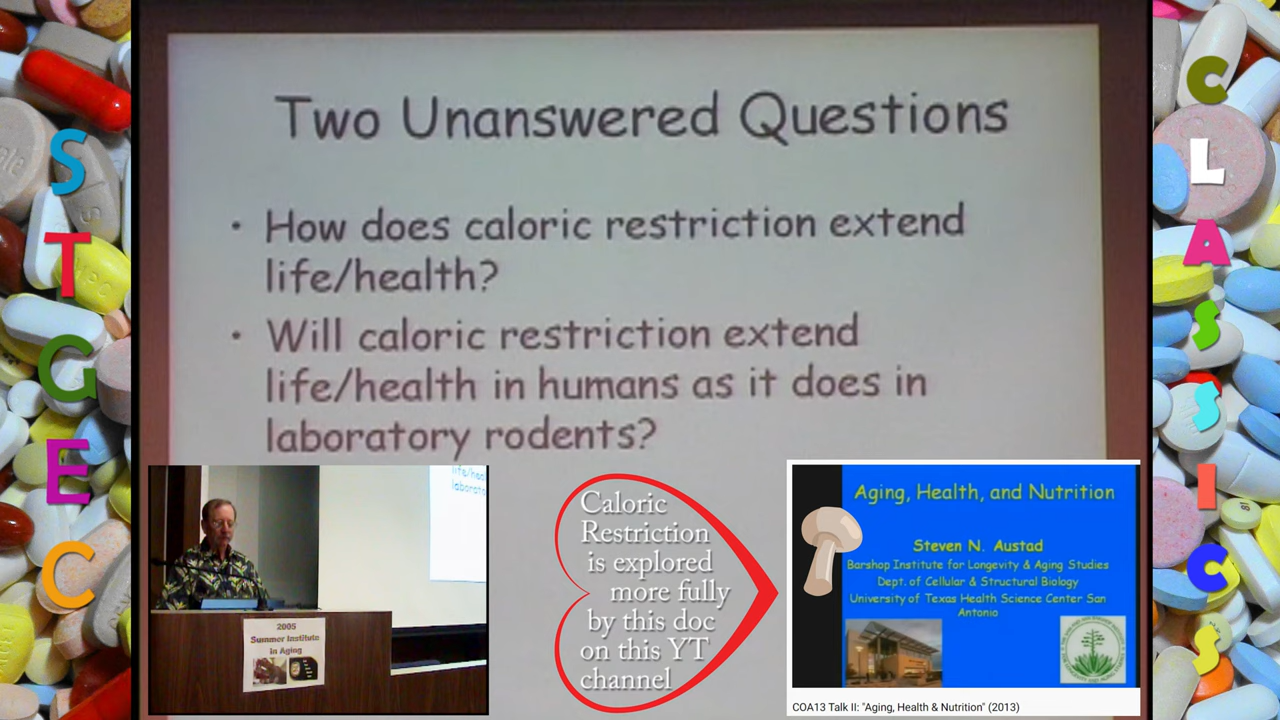 STGEC
CLASSICS
Two Unanswered Questions
• How does caloric restriction extend
life/health?
• Will caloric restriction extend
life/health in humans as it does in
laboratory rodents?
2005
Summer Institute
in Aging
Caloric
Restriction
is explored
more fully
by this doc
on this YT
channel
Aging, Health, and Nutrition
Steven N. Austad
Barshop Institute for Longevity & Aging Studies
Dept. of Cellular & Structural Biology
University of Texas Health Science Center San
Antonio
COA13 Talk II: "Aging, Health & Nutrition" (2013)